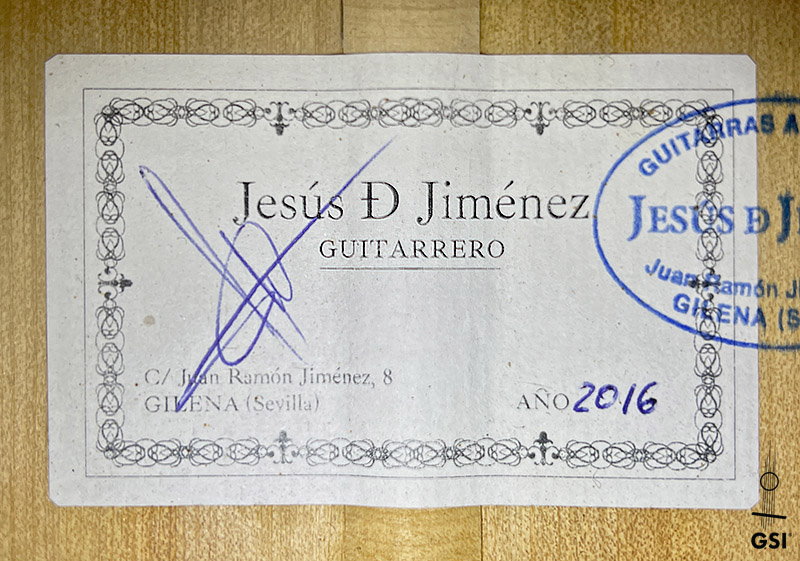 Jesús Đ Jiménez
GUITARRERO
C/ Juan Ramón Jiménez, 8
GILENA (Sevilla)
AÑO 2016
GUITARRAS A
JESÚS Đ JI
Juan Ramón J
GILENA (S
GSI